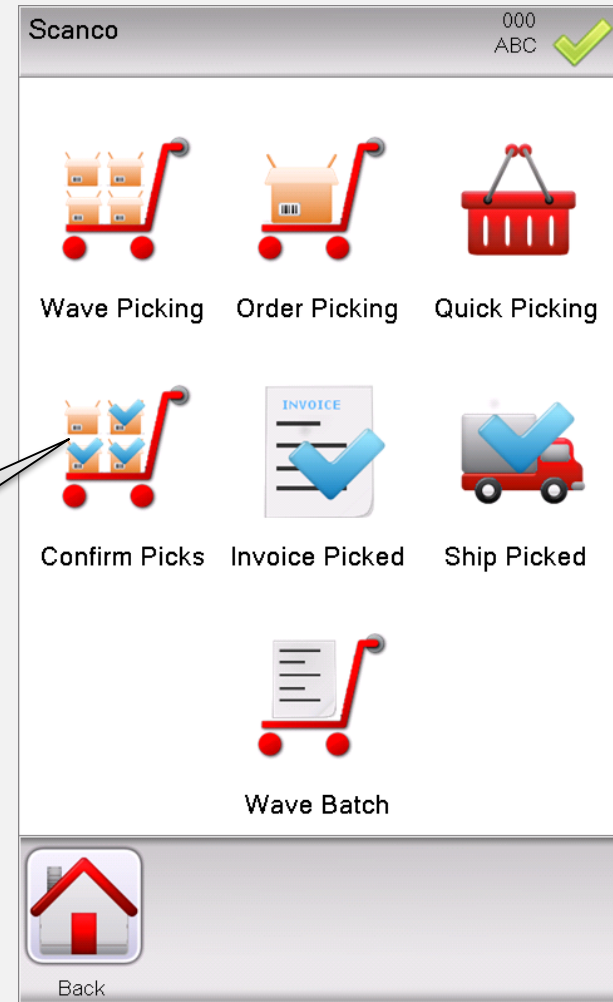 Scanco
000
ABC
Wave Picking Order Picking Quick Picking
INVOICE
Confirm Picks Invoice Picked Ship Picked
Wave Batch
Back